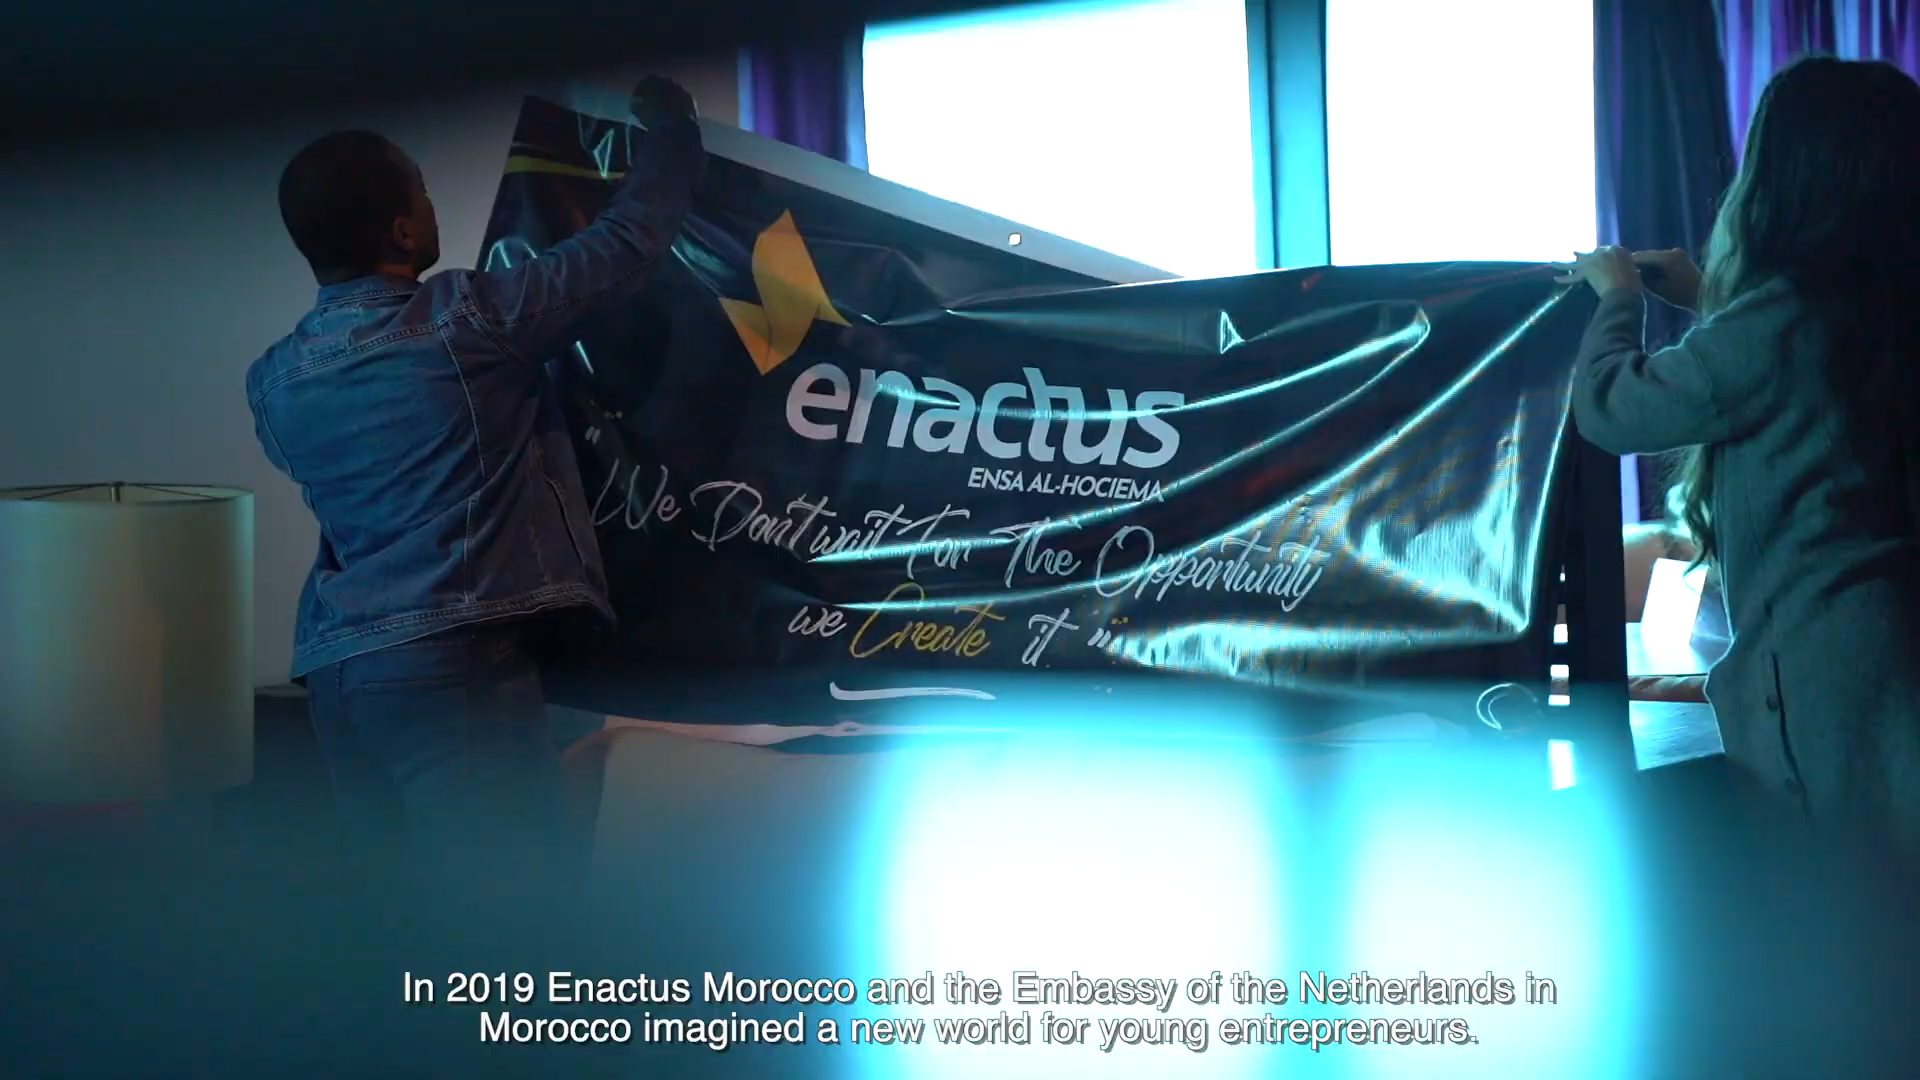 enactus
ENSA AL-HOCIEMA
" We Don't wait For The Opportunity
we Create it "
In 2019 Enactus Morocco and the Embassy of the Netherlands in
Morocco imagined a new world for young entrepreneurs.